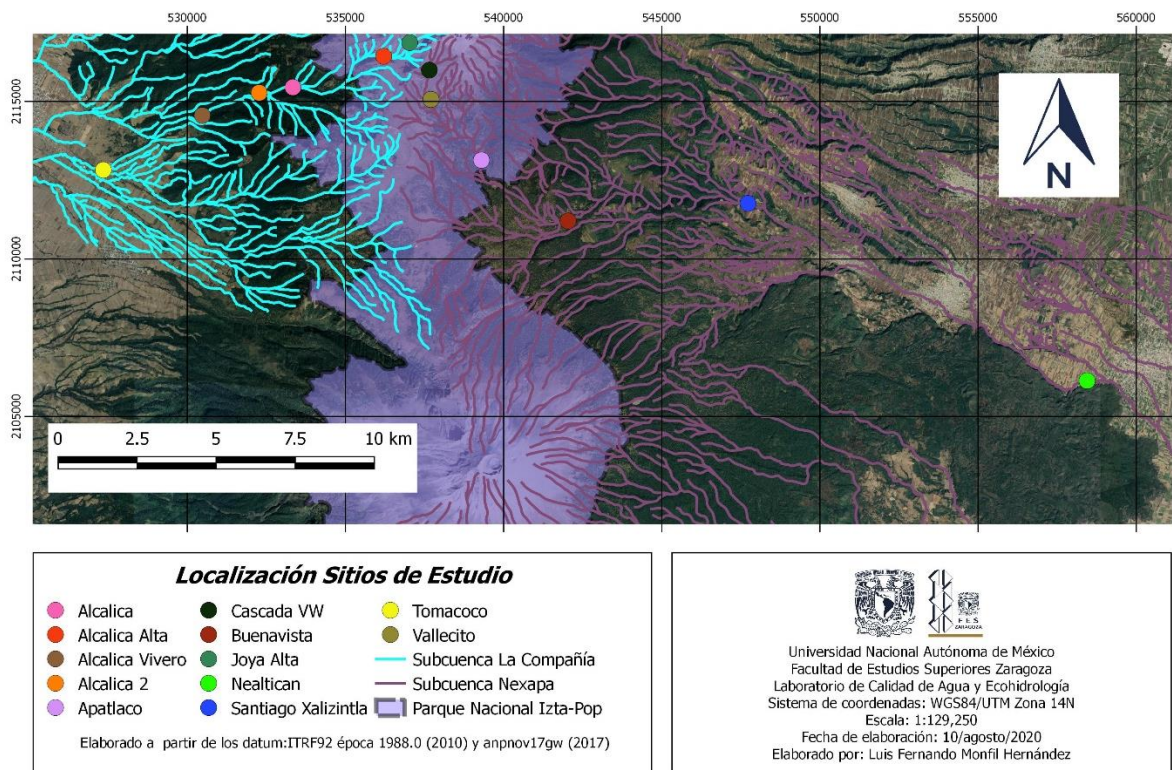 530000 535000 540000 545000 550000 555000 560000
2115000
2110000
2105000
N
0 2.5 5 7.5 10 km
Localización Sitios de Estudio
Alcalica
Alcalica Alta
Alcalica Vivero
Alcalica 2
Apatlaco
Cascada VW
Buenavista
Joya Alta
Nealtican
Santiago Xalizintla
Tomacoco
Vallecito
Subcuenca La Compañía
Subcuenca Nexapa
Parque Nacional Izta-Pop
Elaborado a partir de los datum:ITRF92 época 1988.0 (2010) y anpnov17gw (2017)
FES
ZARAGOZA
Universidad Nacional Autónoma de México
Facultad de Estudios Superiores Zaragoza
Laboratorio de Calidad de Agua y Ecohidrología
Sistema de coordenadas: WGS84/UTM Zona 14N
Escala: 1:129,250
Fecha de elaboración: 10/agosto/2020
Elaborado por: Luis Fernando Monfil Hernández